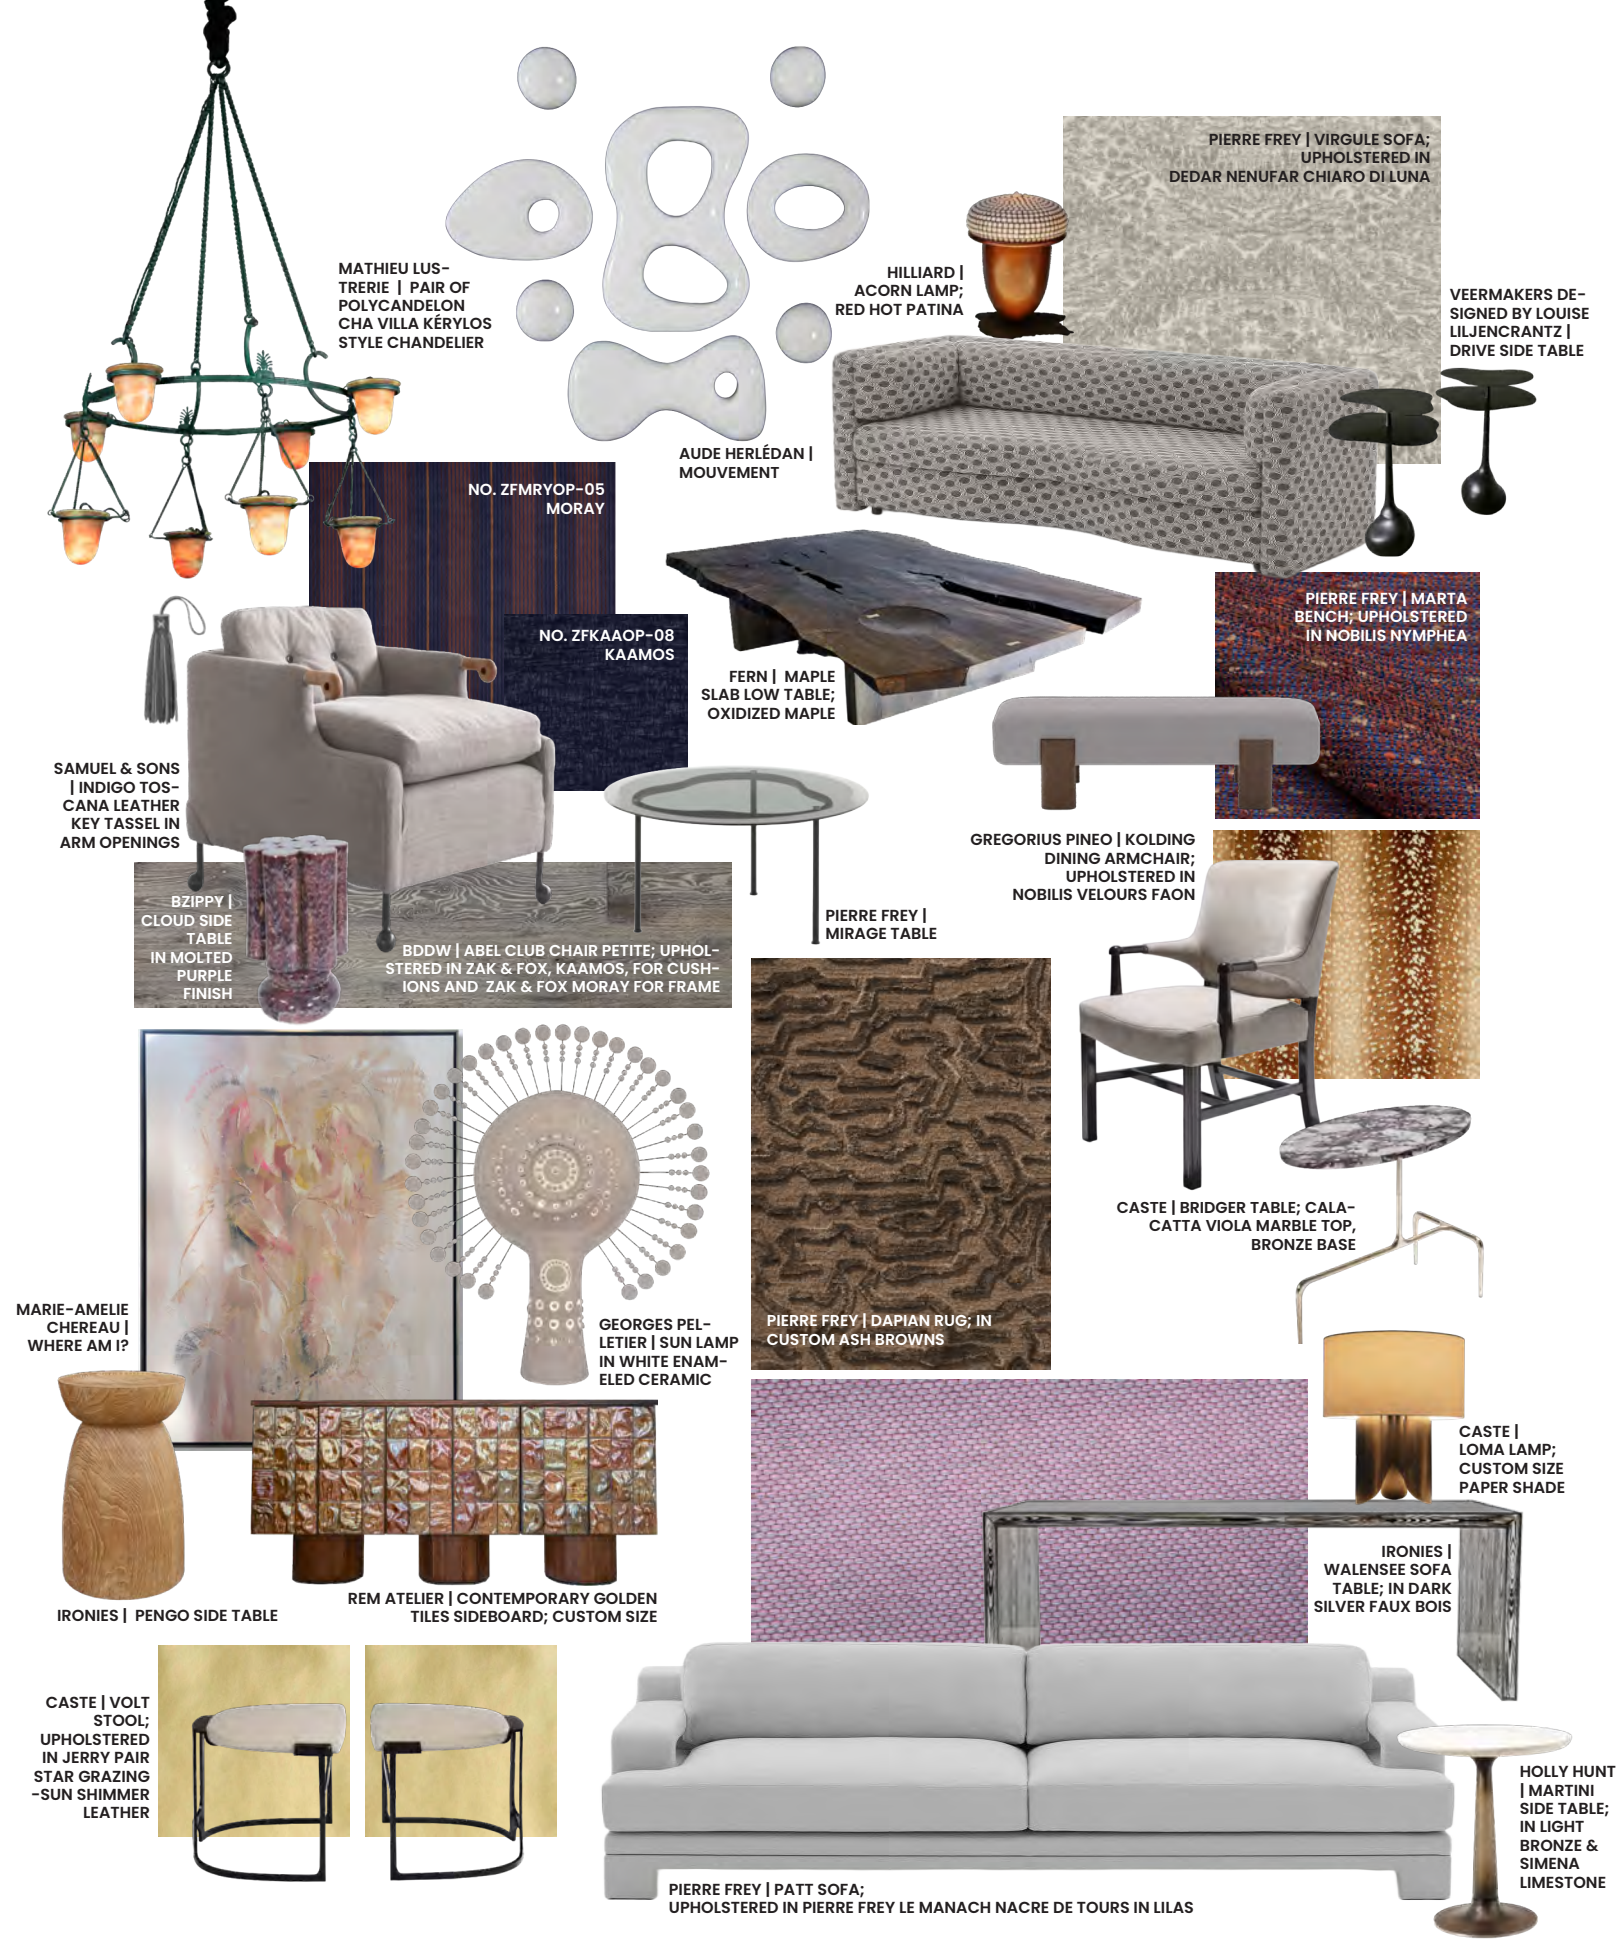 PIERRE FREY | VIRGULE SOFA;
UPHOLSTERED IN
DEDAR NENUFAR CHIARO DI LUNA
MATHIEU LUS-
TRERIE | PAIR OF
POLYCANDELON
CHA VILLA KÉRYLOS
STYLE CHANDELIER
HILLIARD |
ACORN LAMP;
RED HOT PATINA
VEERMAKERS DE-
SIGNED BY LOUISE
LILJENCRANTZ |
DRIVE SIDE TABLE
AUDE HERLÉDAN |
MOUVEMENT
NO. ZFMRYOP-05
MORAY
NO. ZFKAAOP-08
KAAMOS
FERN | MAPLE
SLAB LOW TABLE;
OXIDIZED MAPLE
PIERRE FREY | MARTA
BENCH; UPHOLSTERED
IN NOBILIS NYMPHEA
SAMUEL & SONS
| INDIGO TOS-
CANA LEATHER
KEY TASSEL IN
ARM OPENINGS
GREGORIUS PINEO | KOLDING
DINING ARMCHAIR;
UPHOLSTERED IN
NOBILIS VELOURS FAON
BZIPPY |
CLOUD SIDE
TABLE
IN MOLTED
PURPLE
FINISH
BDDW | ABEL CLUB CHAIR PETITE; UPHOL-
STERED IN ZAK & FOX, KAAMOS, FOR CUSH-
IONS AND ZAK & FOX MORAY FOR FRAME
PIERRE FREY |
MIRAGE TABLE
CASTE | BRIDGER TABLE; CALA-
CATTA VIOLA MARBLE TOP,
BRONZE BASE
MARIE-AMELIE
CHEREAU |
WHERE AM I?
GEORGES PEL-
LETIER | SUN LAMP
IN WHITE ENAM-
ELED CERAMIC
PIERRE FREY | DAPIAN RUG; IN
CUSTOM ASH BROWNS
CASTE |
LOMA LAMP;
CUSTOM SIZE
PAPER SHADE
IRONIES |
WALENSEE SOFA
TABLE; IN DARK
SILVER FAUX BOIS
IRONIES | PENGO SIDE TABLE
REM ATELIER | CONTEMPORARY GOLDEN
TILES SIDEBOARD; CUSTOM SIZE
CASTE | VOLT
STOOL;
UPHOLSTERED
IN JERRY PAIR
STAR GRAZING
-SUN SHIMMER
LEATHER
HOLLY HUNT
| MARTINI
SIDE TABLE;
IN LIGHT
BRONZE &
SIMENA
LIMESTONE
PIERRE FREY | PATT SOFA;
UPHOLSTERED IN PIERRE FREY LE MANACH NACRE DE TOURS IN LILAS